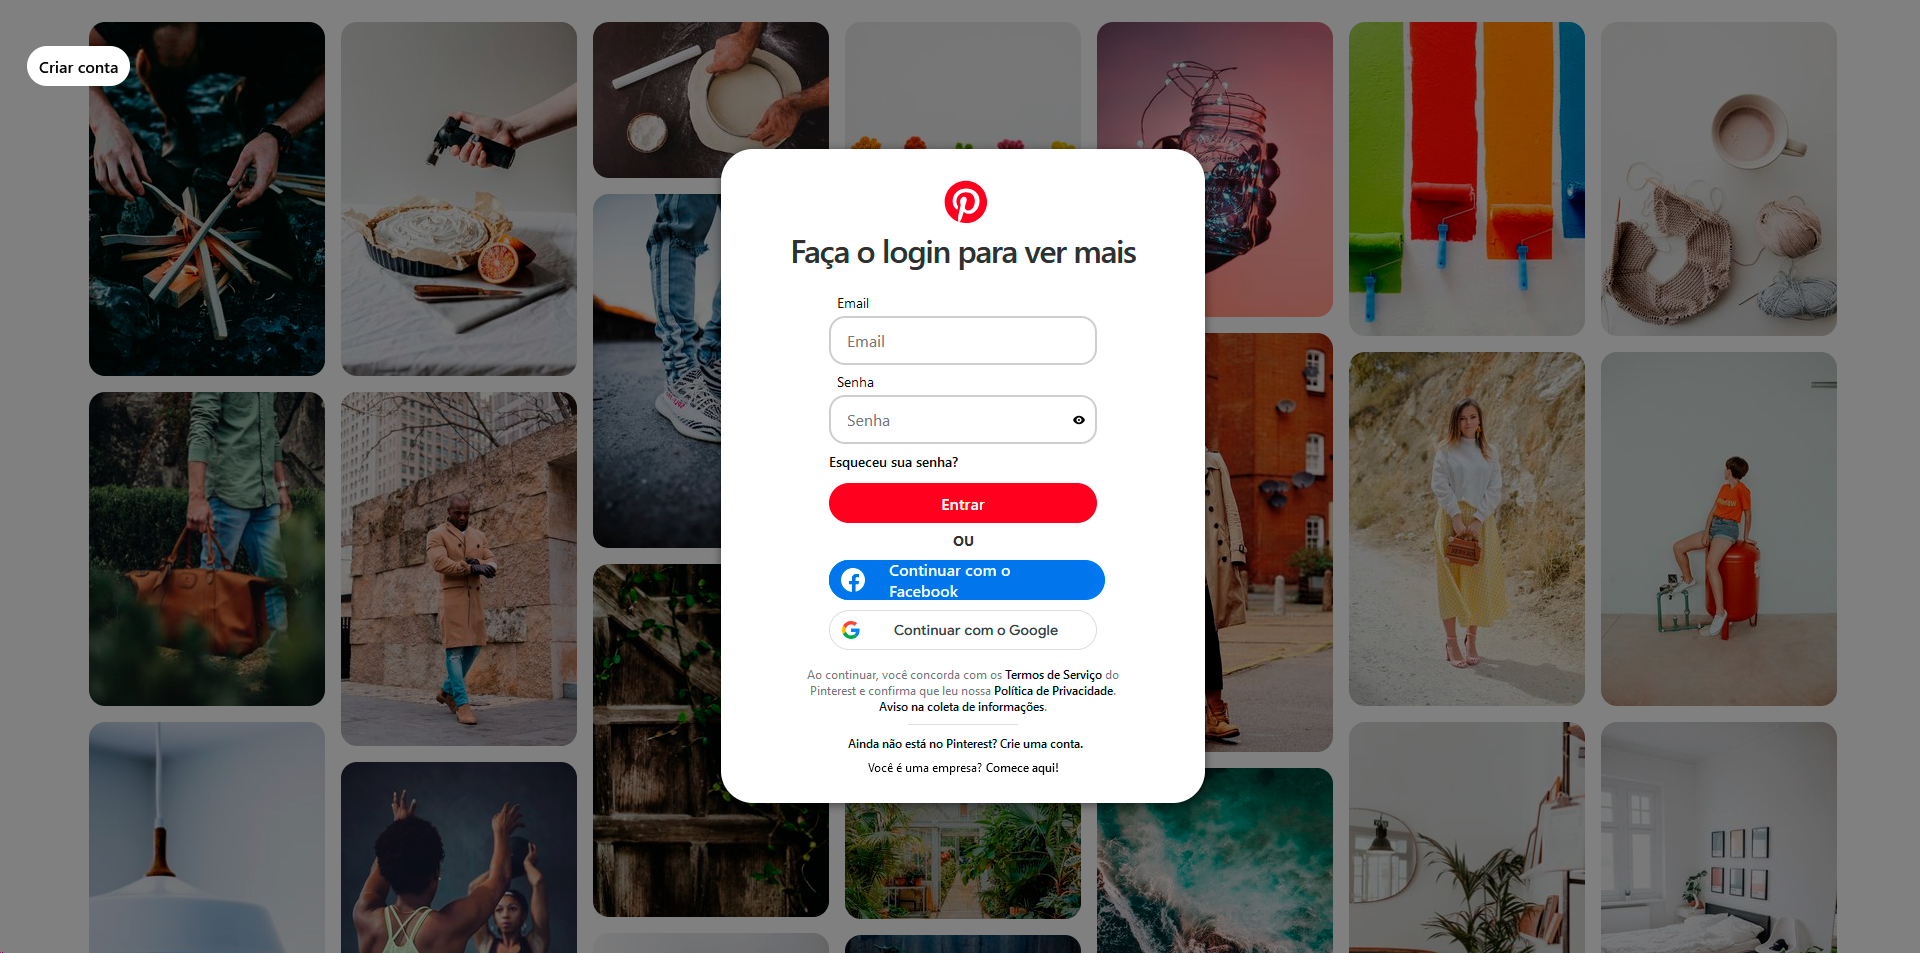 Criar conta
Faça o login para ver mais
Email
Email
Senha
Senha
Esqueceu sua senha?
Entrar
OU
Continuar com o
Facebook
Continuar com o Google
Ao continuar, você concorda com os Termos de Serviço do
Pinterest e confirma que leu nossa Política de Privacidade.
Aviso na coleta de informações.
Ainda não está no Pinterest? Crie uma conta.
Você é uma empresa? Comece aqui!